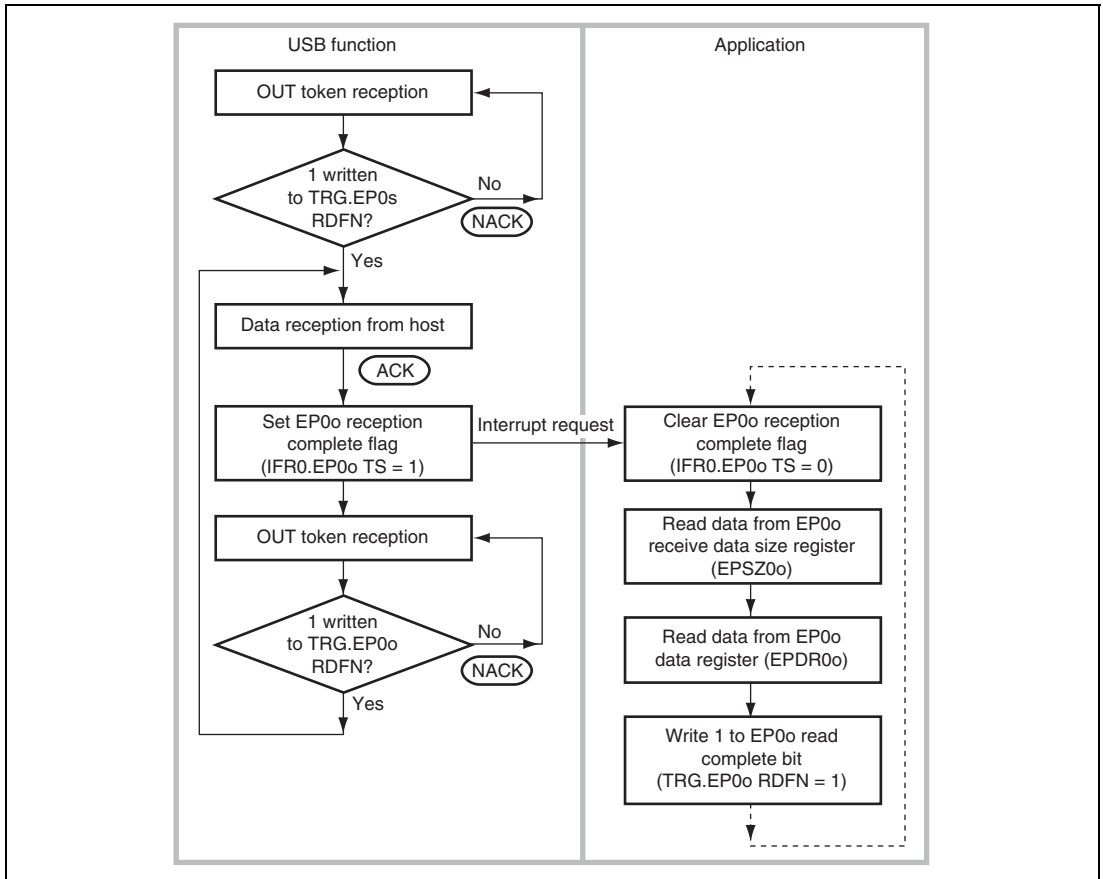 USB function
OUT token reception
1 written
to TRG.EP0s
RDFN?
No
NACK
Yes
Data reception from host
ACK
Set EP0o reception
complete flag
(IFR0.EP0o TS = 1)
Interrupt request
OUT token reception
1 written
to TRG.EP0o
RDFN?
No
NACK
Yes
Application
Clear EP0o reception
complete flag
(IFR0.EP0o TS = 0)
Read data from EP0o
receive data size register
(EPSZ0o)
Read data from EP0o
data register (EPDR0o)
Write 1 to EP0o read
complete bit
(TRG.EP0o RDFN = 1)